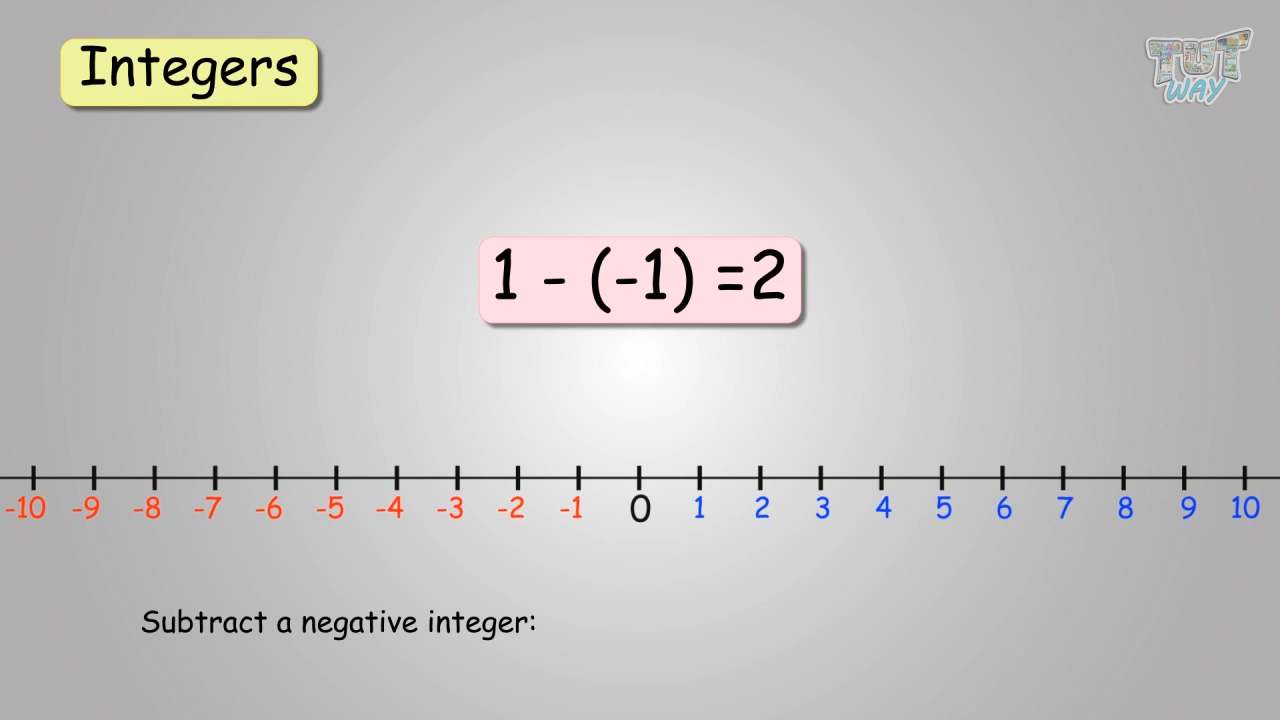 Integers
TUT
WAY
1 - (-1) =2
-10 -9 -8 -7 -6 -5 -4 -3 -2 -1 0 1 2 3 4 5 6 7 8 9 10
Subtract a negative integer: